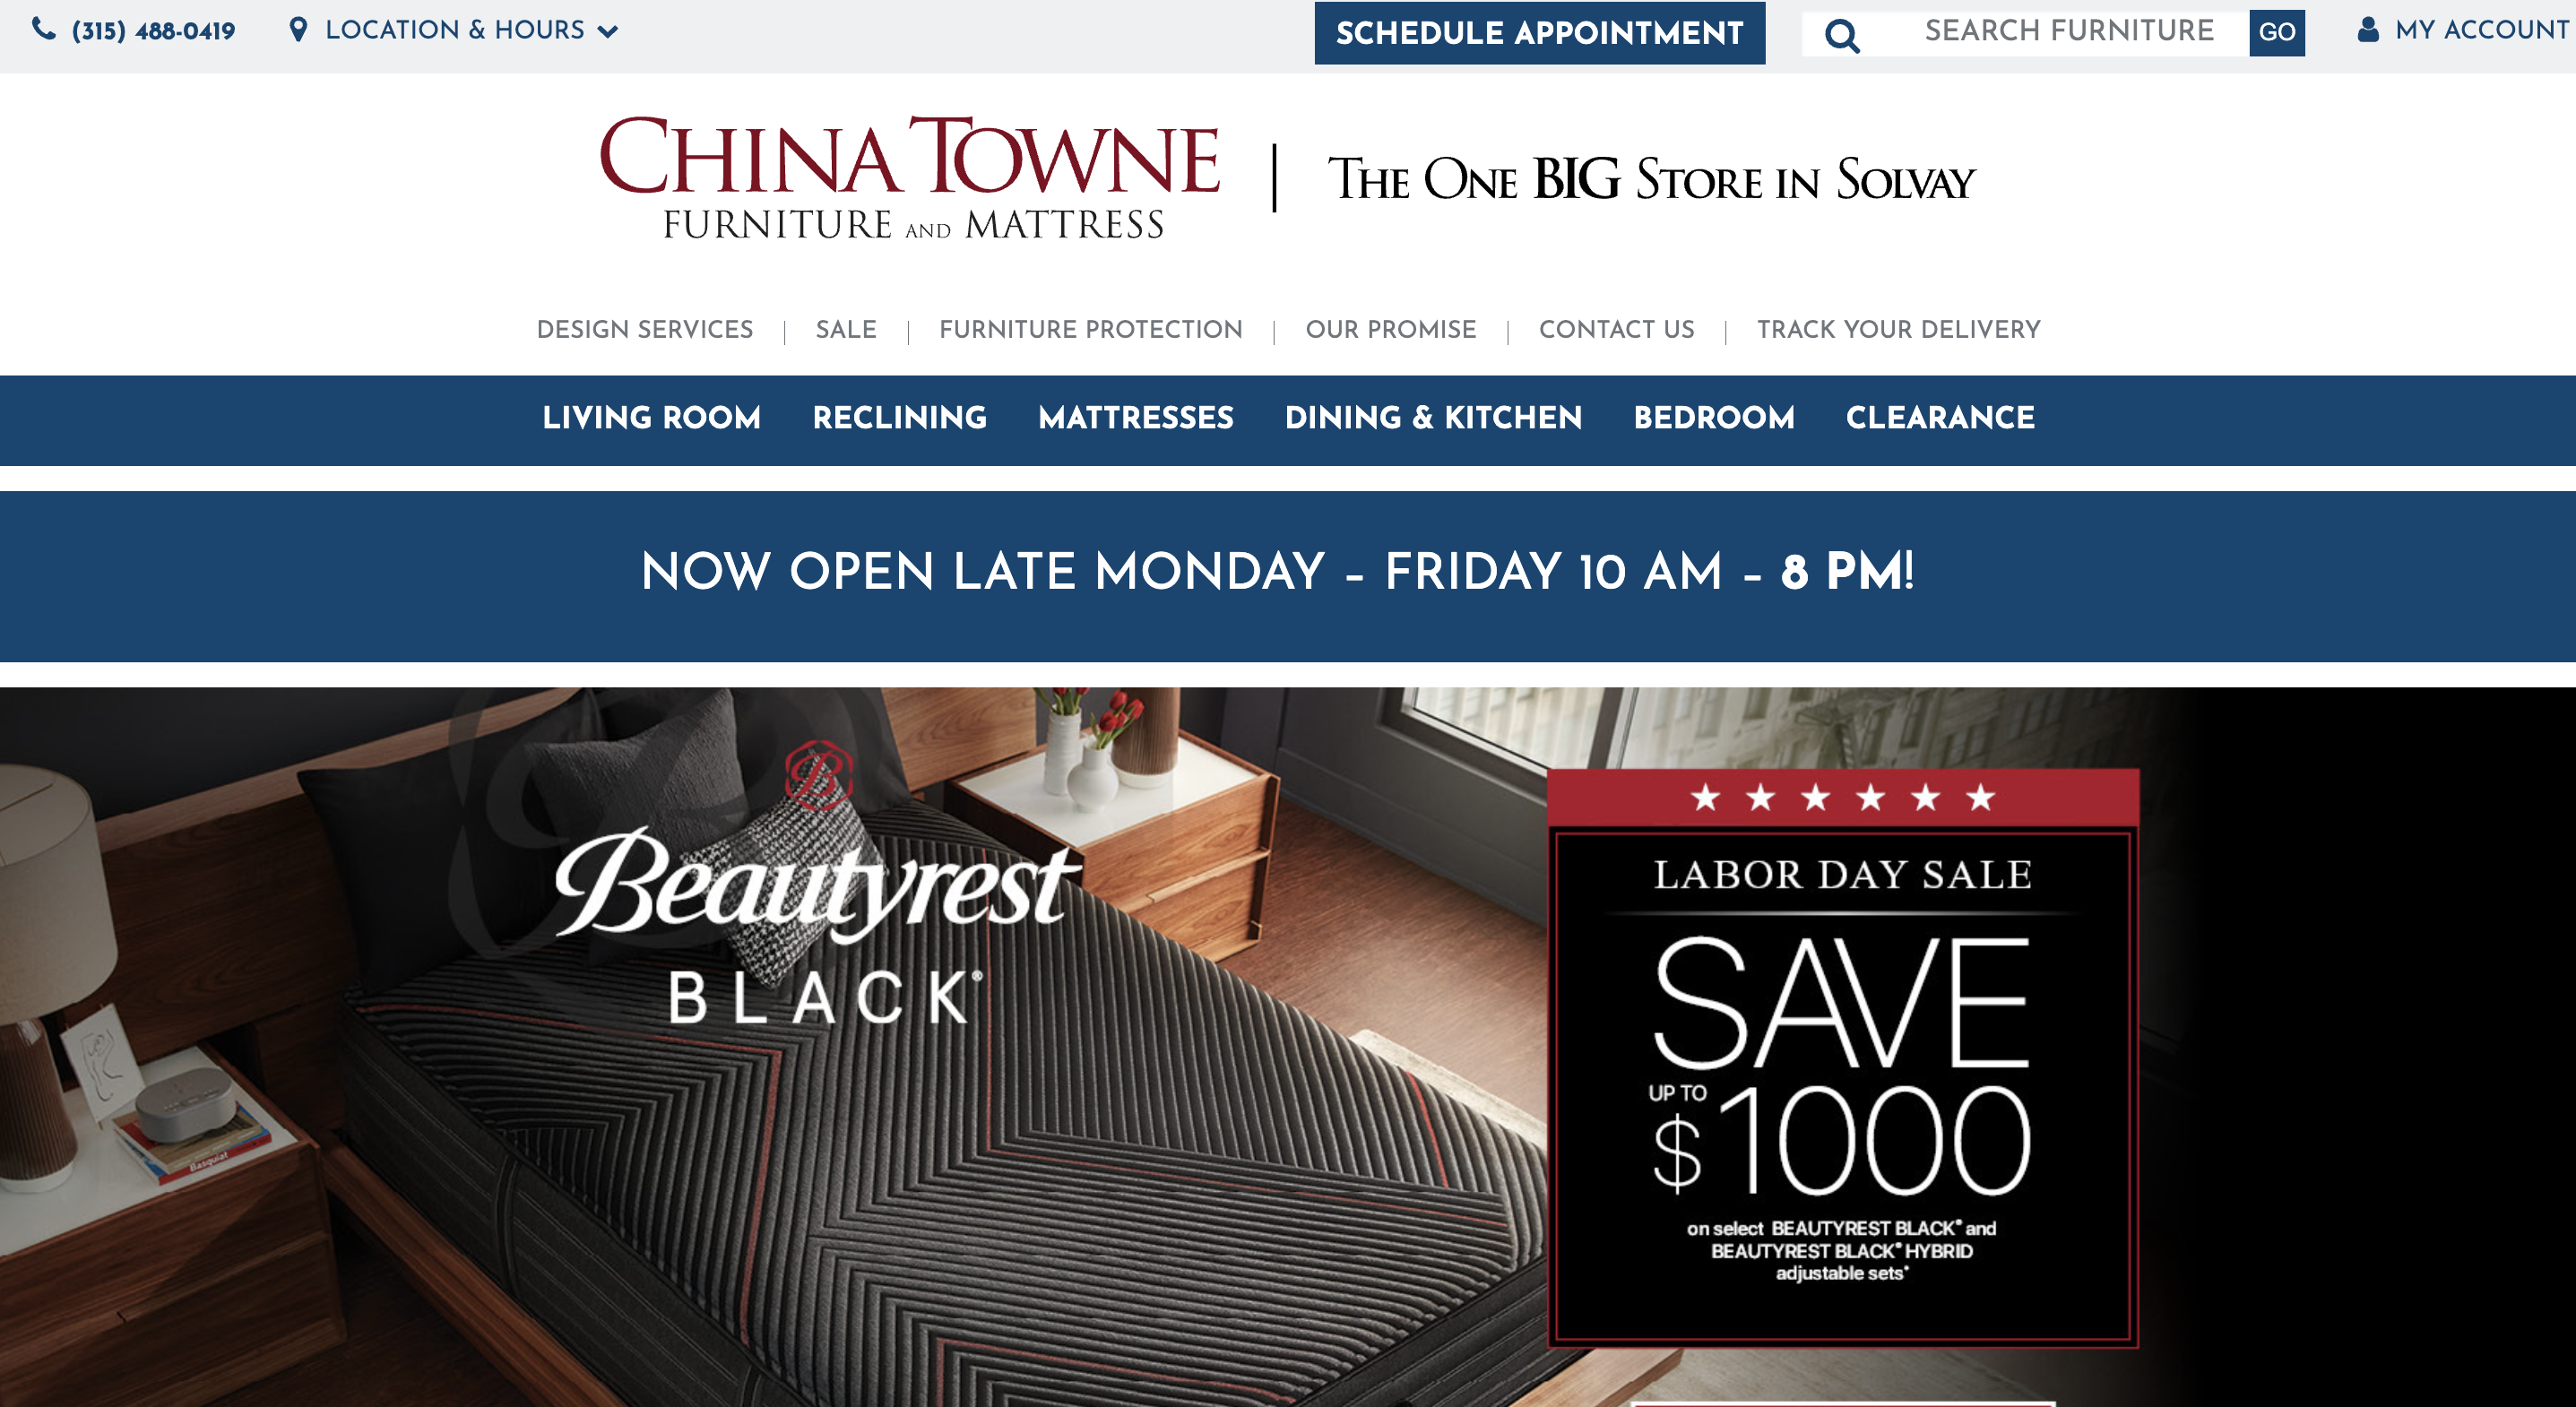 (315) 488-0419
LOCATION & HOURS
SCHEDULE APPOINTMENT
SEARCH FURNITURE
GO
MY ACCOUNT
CHINA TOWNE
FURNITURE AND MATTRESS
THE ONE BIG STORE IN SOLVAY
DESIGN SERVICES | SALE | FURNITURE PROTECTION | OUR PROMISE | CONTACT US | TRACK YOUR DELIVERY
LIVING ROOM RECLINING MATTRESSES DINING & KITCHEN BEDROOM CLEARANCE
NOW OPEN LATE MONDAY - FRIDAY 10 AM - 8 PM!
B
Beautyrest
BLACK®
Basquiat
LABOR DAY SALE
SAVE
UP TO
$1000
on select BEAUTYREST BLACK® and
BEAUTYREST BLACK® HYBRID
adjustable sets*